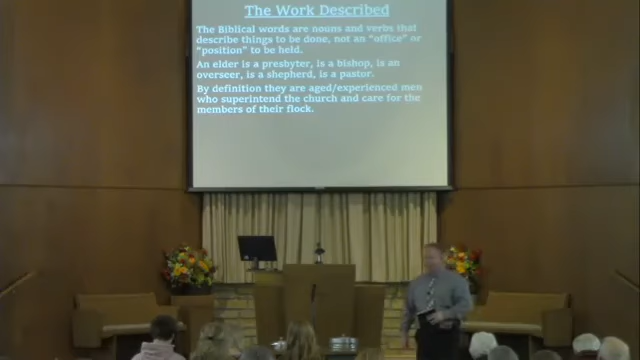 The Work Described
The Biblical words are nouns and verbs that
describe things to be done, not an "office" or
"position" to be held.
An elder is a presbyter, is a bishop, is an
overseer, is a shepherd, is a pastor.
By definition they are aged/experienced men
who superintend the church and care for the
members of their flock.